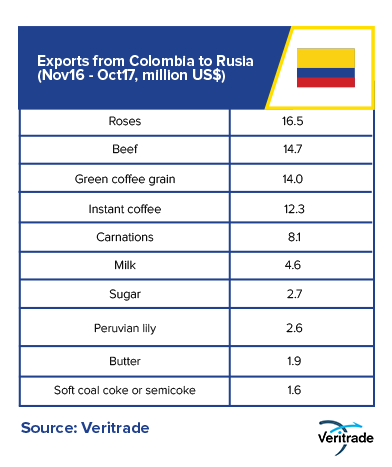 Exports from Colombia to Rusia
(Nov16 - Oct17, million US$)
Roses 16.5
Beef 14.7
Green coffee grain 14.0
Instant coffee 12.3
Carnations 8.1
Milk 4.6
Sugar 2.7
Peruvian lily 2.6
Butter 1.9
Soft coal coke or semicoke 1.6
Source: Veritrade
Veritrade